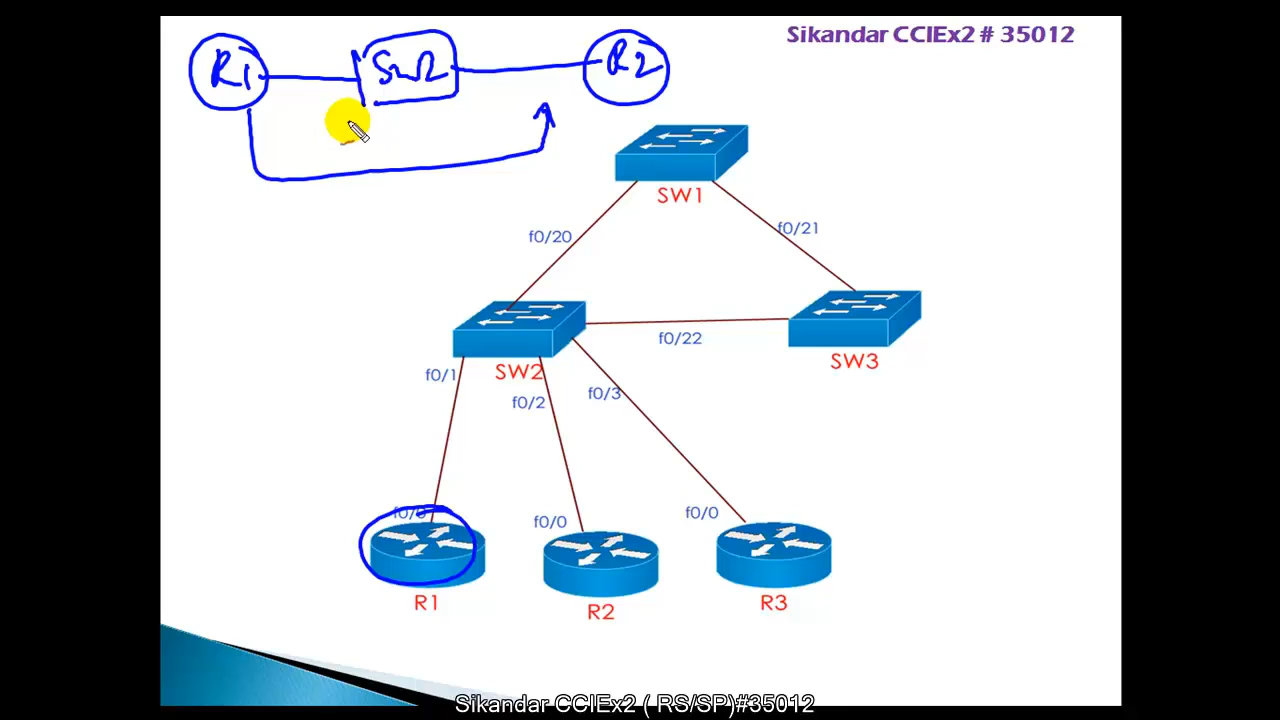 Sikandar CCIEx2 # 35012
R1
SW2
R2
SW1
f0/20
f0/21
f0/22
SW2
SW3
f0/1
f0/2
f0/3
f0/0
f0/0
f0/0
R1
R2
R3
Sikandar CCIEx2 ( RS/SP)#35012